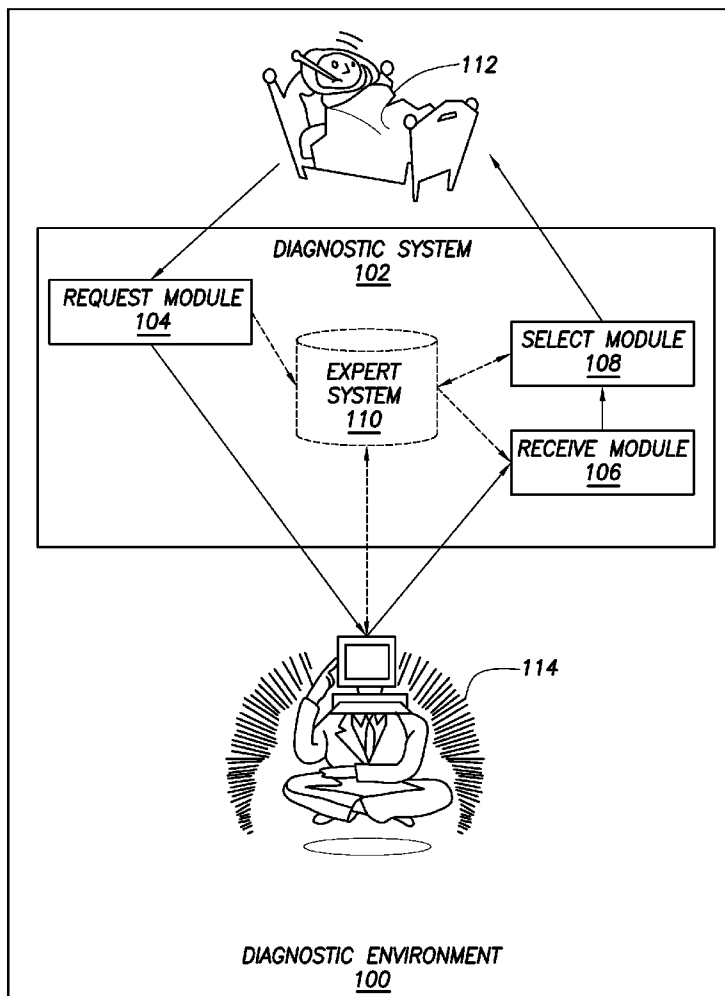 112
DIAGNOSTIC SYSTEM
102
REQUEST MODULE
104
EXPERT
SYSTEM
110
SELECT MODULE
108
RECEIVE MODULE
106
114
DIAGNOSTIC ENVIRONMENT
100